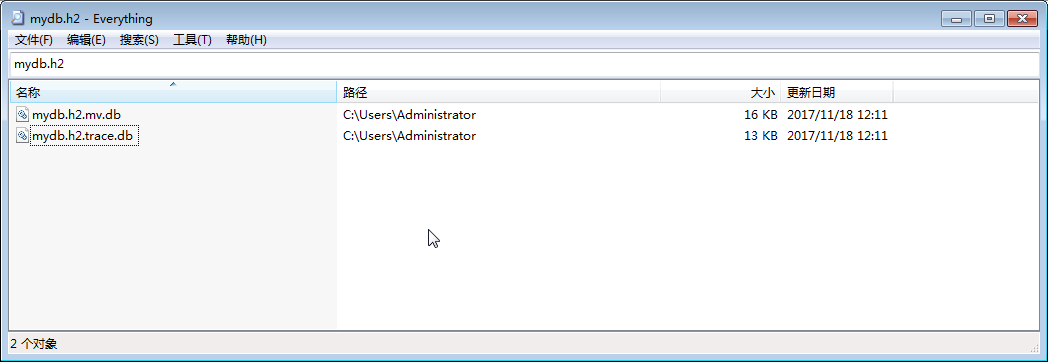 mydb.h2 - Everything
文件(F) 编辑(E) 搜索(S) 工具(T) 帮助(H)
mydb.h2
名称 路径 大小 更新日期
mydb.h2.mv.db C:\Users\Administrator 16 KB 2017/11/18 12:11
mydb.h2.trace.db C:\Users\Administrator 13 KB 2017/11/18 12:11
2 个对象